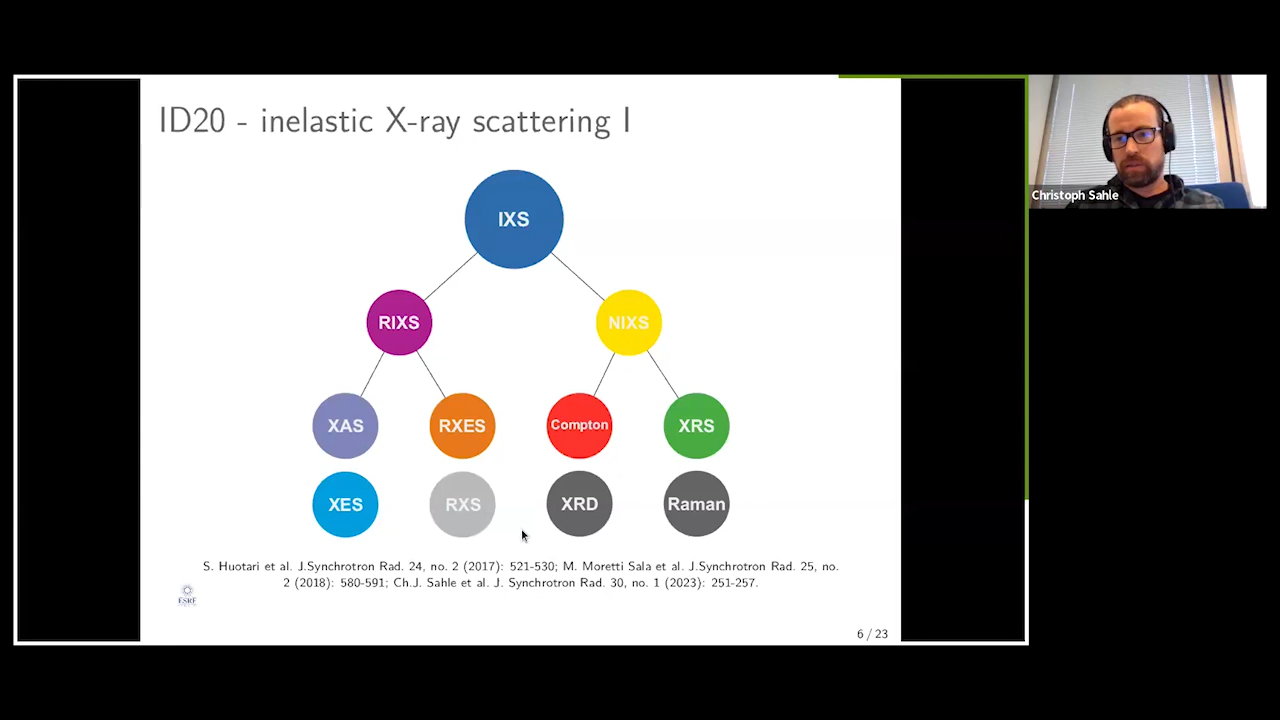 ID20 - inelastic X-ray scattering I
IXS
RIXS
NIXS
XAS
RXES
Compton
XRS
XES
RXS
XRD
Raman
S. Huotari et al. J.Synchrotron Rad. 24, no. 2 (2017): 521-530; M. Moretti Sala et al. J.Synchrotron Rad. 25, no.
2 (2018): 580-591; Ch.J. Sahle et al. J. Synchrotron Rad. 30, no. 1 (2023): 251-257.
ESRF
6 / 23
Christoph Sahle